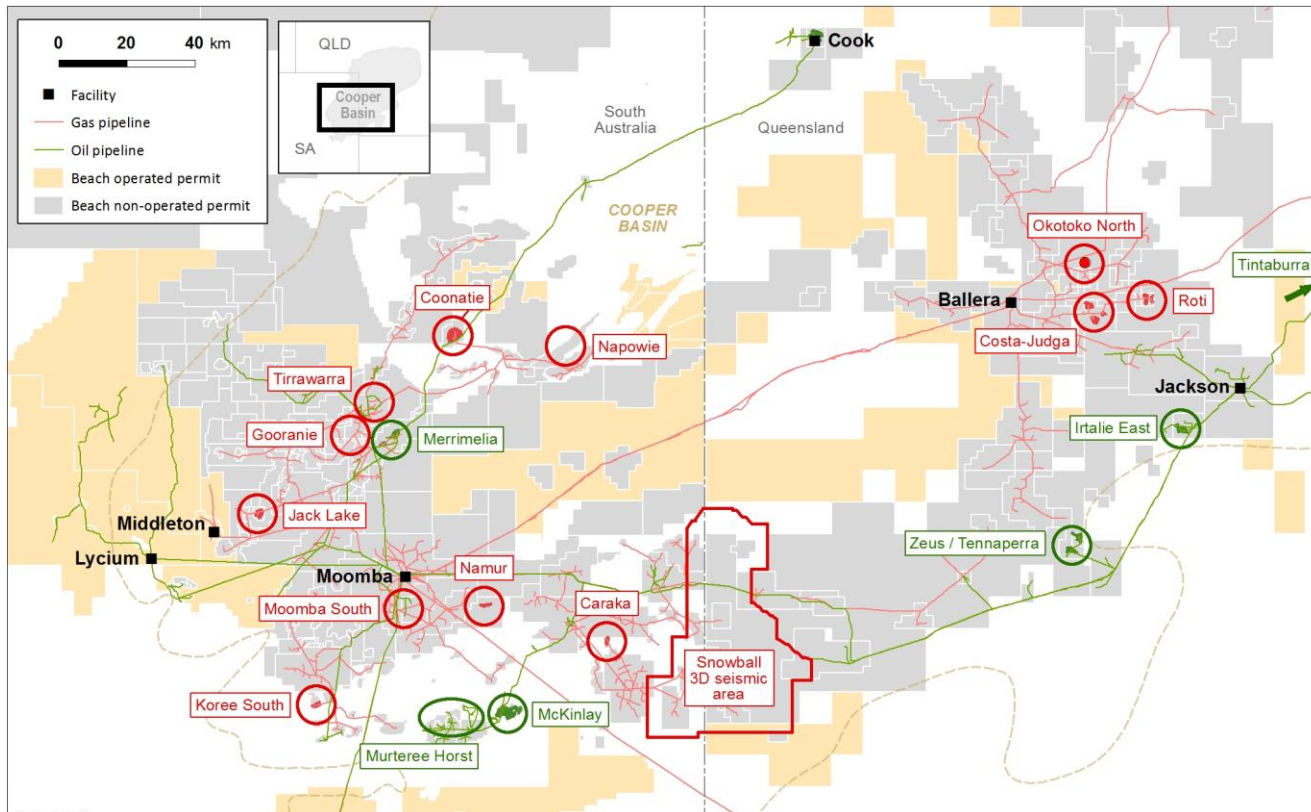 0 20 40 km
Facility
Gas pipeline
Oil pipeline
Beach operated permit
Beach non-operated permit
QLD
Cooper
Basin
SA
Cook
South
Australia
Queensland
COOPER
BASIN
Okotoko North
Tintaburra
Ballera
Roti
Costa-Judga
Coonatie
Napowie
Jackson
Tirrawarra
Gooranie
Merrimelia
Irtalie East
Jack Lake
Middleton
Lycium
Zeus / Tennaperra
Moomba
Namur
Moomba South
Caraka
Snowball
3D seismic
area
Koree South
McKinlay
Murteree Horst